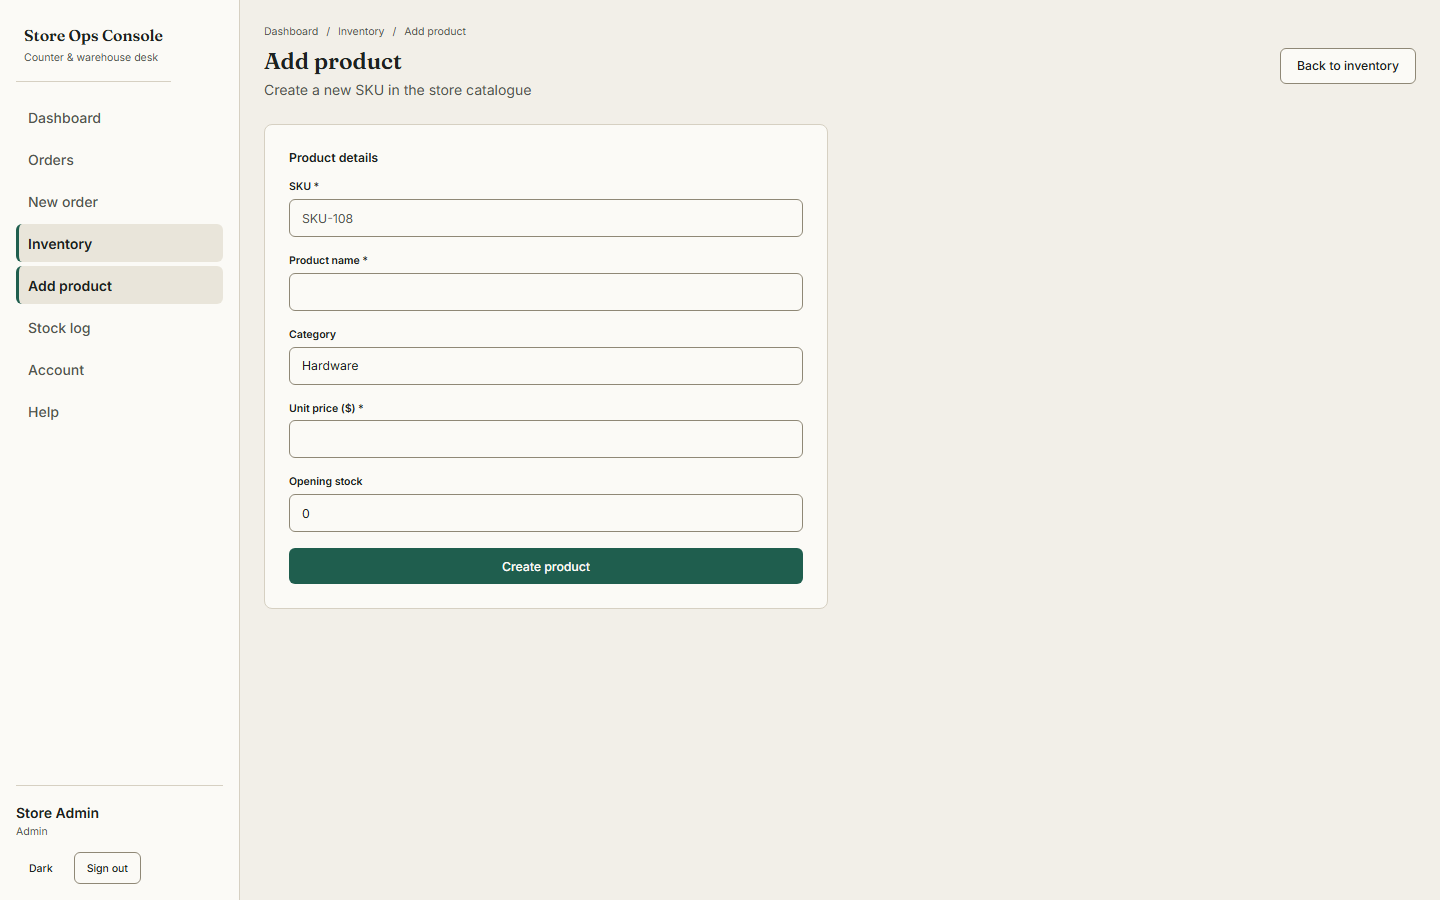 Store Ops Console
Counter & warehouse desk
Dashboard
Orders
New order
Inventory
Add product
Stock log
Account
Help
Store Admin
Admin
Dark
Sign out
Dashboard / Inventory / Add product
Add product
Create a new SKU in the store catalogue
Back to inventory
Product details
SKU *
SKU-108
Product name *
Category
Hardware
Unit price ($) *
Opening stock
0
Create product